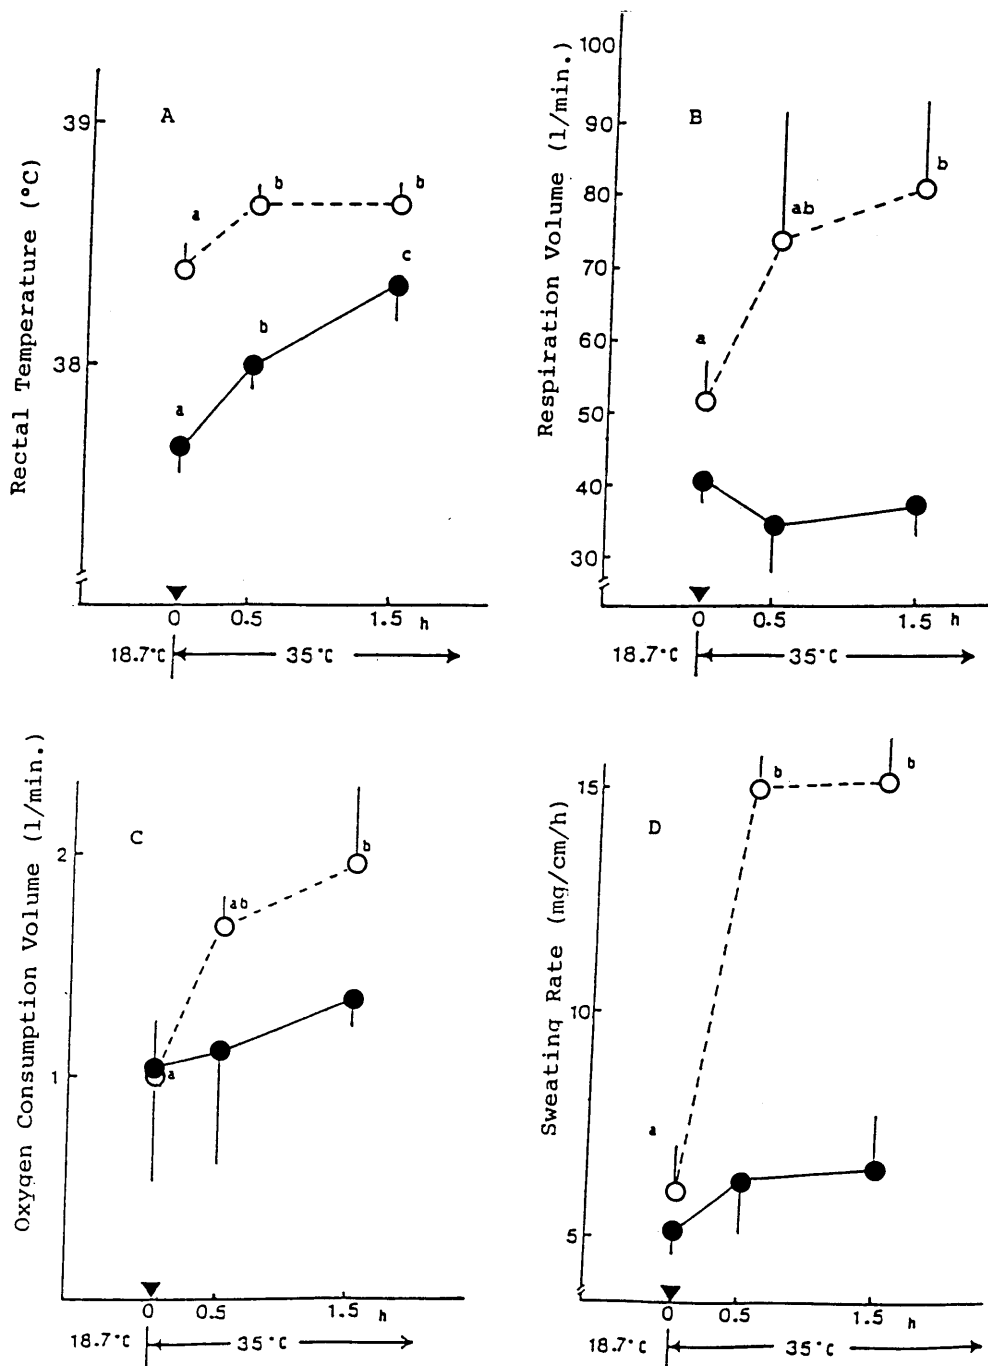 A
Rectal Temperature (°C)
39
38
a
b
b
a
b
c
0
0.5
1.5
h
18.7°C
35°C
B
Respiration Volume (l/min.)
100
90
80
70
60
50
40
30
a
ab
b
0
0.5
1.5
h
18.7°C
35°C
C
Oxygen Consumption Volume (l/min.)
2
1
a
ab
b
0
0.5
1.5
h
18.7°C
35°C
D
Sweating Rate (mg/cm/h)
15
10
5
a
b
b
0
0.5
1.5
h
18.7°C
35°C